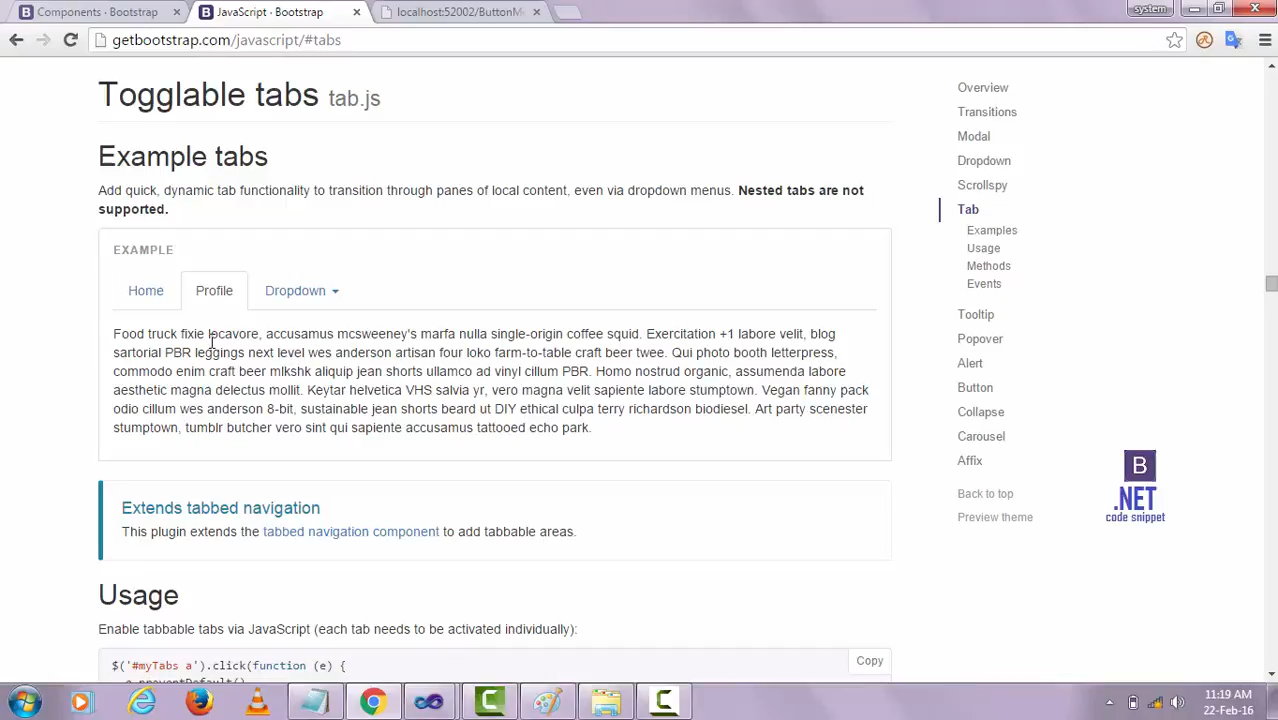 Components · Bootstrap
JavaScript · Bootstrap
localhost:52002/ButtonM
system
getbootstrap.com/javascript/#tabs
Togglable tabs tab.js
Example tabs
Add quick, dynamic tab functionality to transition through panes of local content, even via dropdown menus. Nested tabs are not
supported.
EXAMPLE
Home
Profile
Dropdown
Food truck fixie locavore, accusamus mcsweeney's marfa nulla single-origin coffee squid. Exercitation +1 labore velit, blog
sartorial PBR leggings next level wes anderson artisan four loko farm-to-table craft beer twee. Qui photo booth letterpress,
commodo enim craft beer mlkshk aliquip jean shorts ullamco ad vinyl cillum PBR. Homo nostrud organic, assumenda labore
aesthetic magna delectus mollit. Keytar helvetica VHS salvia yr, vero magna velit sapiente labore stumptown. Vegan fanny pack
odio cillum wes anderson 8-bit, sustainable jean shorts beard ut DIY ethical culpa terry richardson biodiesel. Art party scenester
stumptown, tumblr butcher vero sint qui sapiente accusamus tattooed echo park.
Extends tabbed navigation
This plugin extends the tabbed navigation component to add tabbable areas.
Usage
Enable tabbable tabs via JavaScript (each tab needs to be activated individually):
Copy
$('#myTabs a').click(function (e) {
e.preventDefault()
Overview
Transitions
Modal
Dropdown
Scrollspy
Tab
Examples
Usage
Methods
Events
Tooltip
Popover
Alert
Button
Collapse
Carousel
Affix
Back to top
Preview theme
B
.NET
code snippet
11:19 AM
22-Feb-16